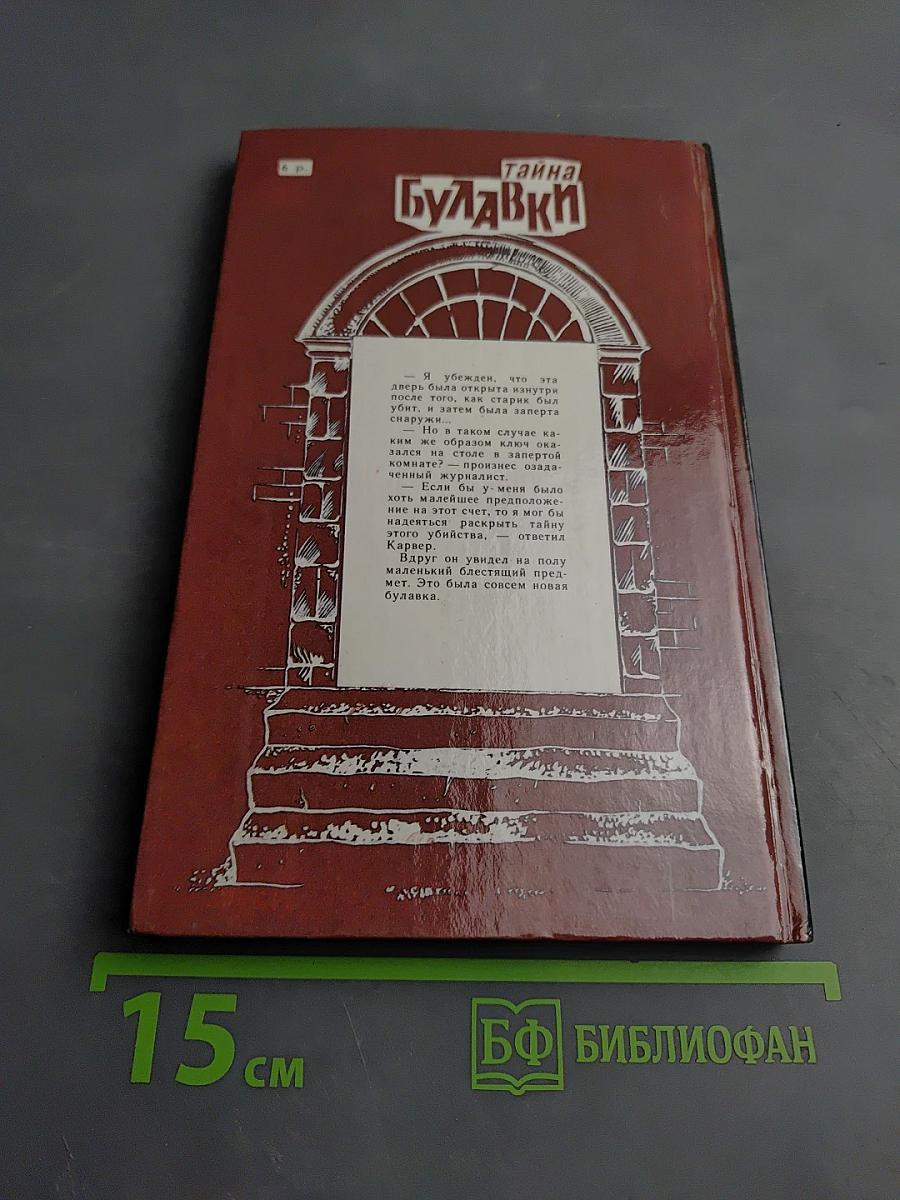 6 р.
тайна
БУЛАВКИ
— Я убежден, что эта
дверь была открыта изнутри
после того, как старик был
убит, и затем была заперта
снаружи...
— Но в таком случае ка-
ким же образом ключ ока-
зался на столе в запертой
комнате? — произнес озада-
ченный журналист.
— Если бы у меня было
хоть малейшее предположе-
ние на этот счет, то я мог бы
надеяться раскрыть тайну
этого убийства, — ответил
Карвер.
Вдруг он увидел на полу
маленький блестящий пред-
мет. Это была совсем новая
булавка.
15 см
БФ БИБЛИОФАН